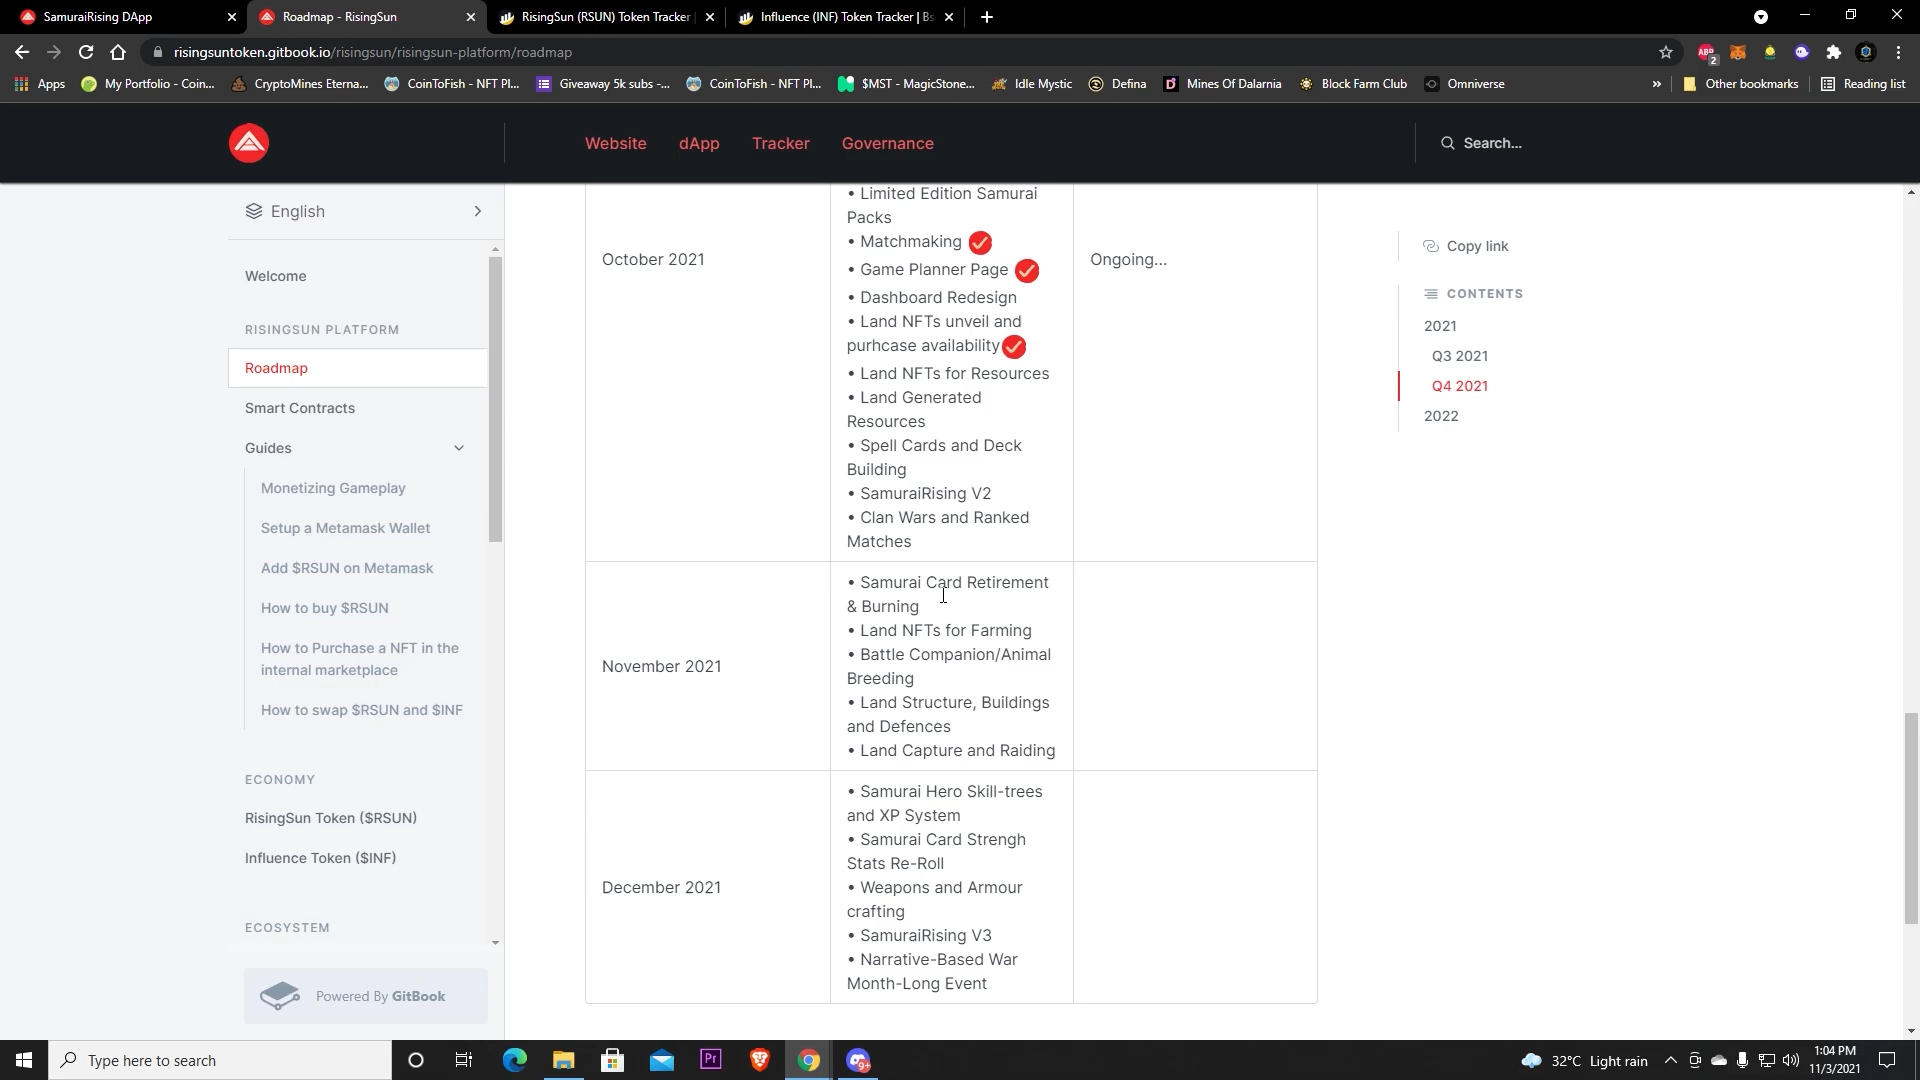 SamuraiRising DApp
Roadmap - RisingSun
RisingSun (RSUN) Token Tracker
Influence (INF) Token Tracker | Bs
risingsuntoken.gitbook.io/risingsun/risingsun-platform/roadmap
ABP
2
Apps
My Portfolio - Coin...
CryptoMines Eterna...
CoinToFish - NFT Pl...
Giveaway 5k subs -...
CoinToFish - NFT Pl...
$MST - MagicStone...
Idle Mystic
Defina
Mines Of Dalarnia
Block Farm Club
Omniverse
»
Other bookmarks
Reading list
Website
dApp
Tracker
Governance
Search...
English
Welcome
RISINGSUN PLATFORM
Roadmap
Smart Contracts
Guides
Monetizing Gameplay
Setup a Metamask Wallet
Add $RSUN on Metamask
How to buy $RSUN
How to Purchase a NFT in the
internal marketplace
How to swap $RSUN and $INF
ECONOMY
RisingSun Token ($RSUN)
Influence Token ($INF)
ECOSYSTEM
Powered By GitBook
October 2021
• Limited Edition Samurai
Packs
• Matchmaking
• Game Planner Page
• Dashboard Redesign
• Land NFTs unveil and
purhcase availability
• Land NFTs for Resources
• Land Generated
Resources
• Spell Cards and Deck
Building
• SamuraiRising V2
• Clan Wars and Ranked
Matches
Ongoing...
November 2021
• Samurai Card Retirement
& Burning
• Land NFTs for Farming
• Battle Companion/Animal
Breeding
• Land Structure, Buildings
and Defences
• Land Capture and Raiding
December 2021
• Samurai Hero Skill-trees
and XP System
• Samurai Card Strengh
Stats Re-Roll
• Weapons and Armour
crafting
• SamuraiRising V3
• Narrative-Based War
Month-Long Event
Copy link
CONTENTS
2021
Q3 2021
Q4 2021
2022
Type here to search
Pr
9+
32°C Light rain
1:04 PM
11/3/2021